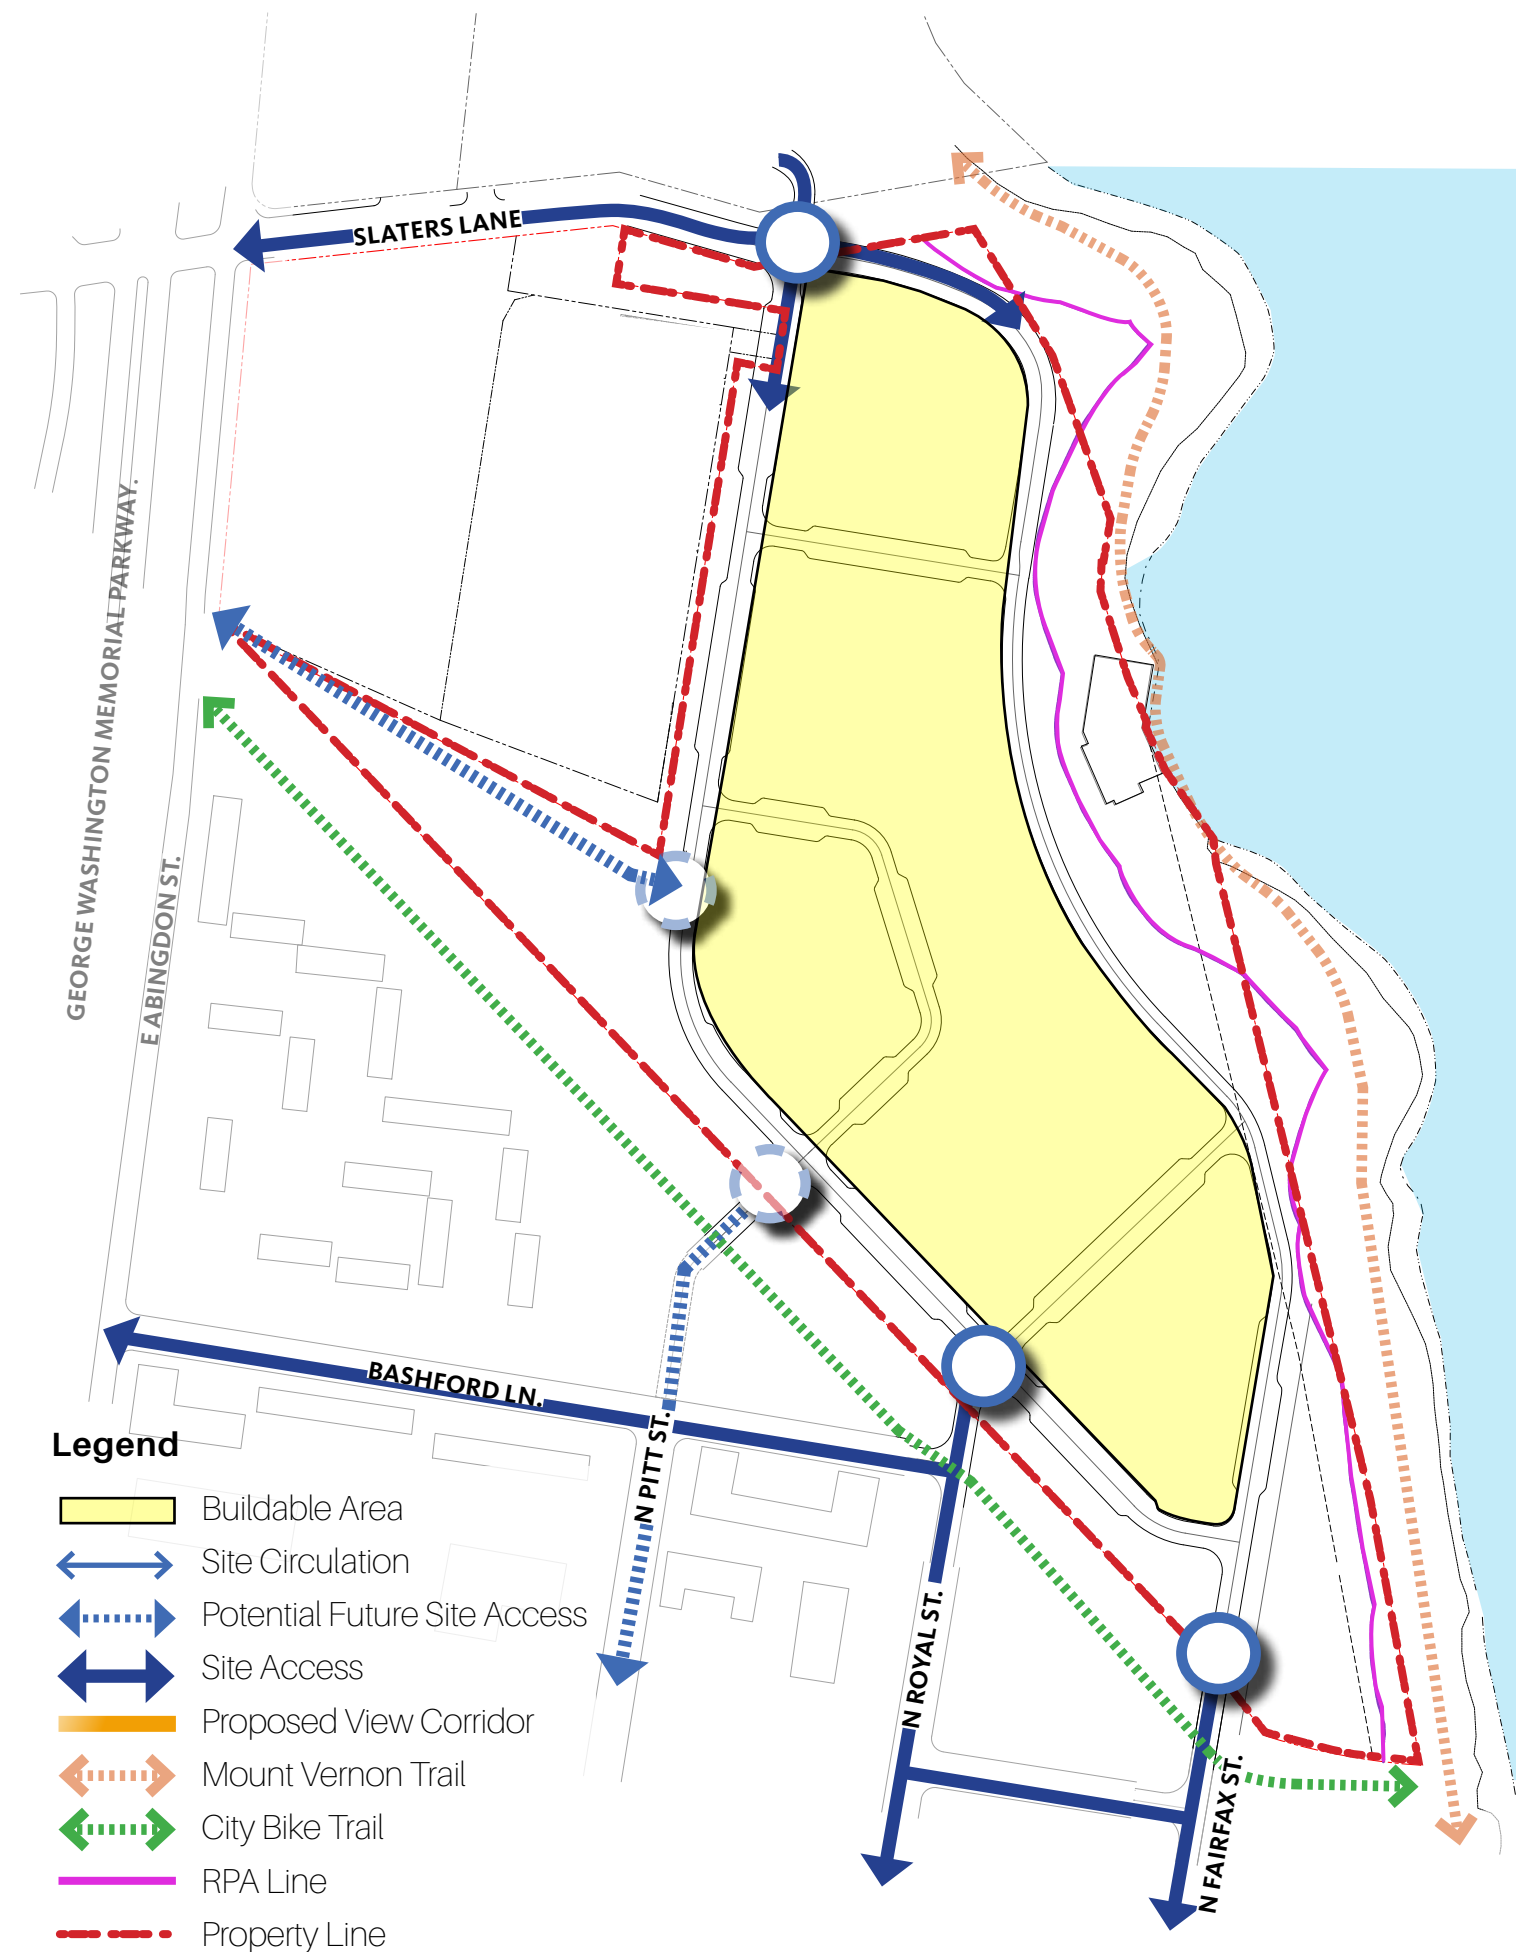 SLATERS LANE
GEORGE WASHINGTON MEMORIAL PARKWAY.
E ABINGDON ST.
BASHFORD LN.
N PITT ST.
N ROYAL ST.
N FAIRFAX ST.
Legend
Buildable Area
Site Circulation
Potential Future Site Access
Site Access
Proposed View Corridor
Mount Vernon Trail
City Bike Trail
RPA Line
Property Line